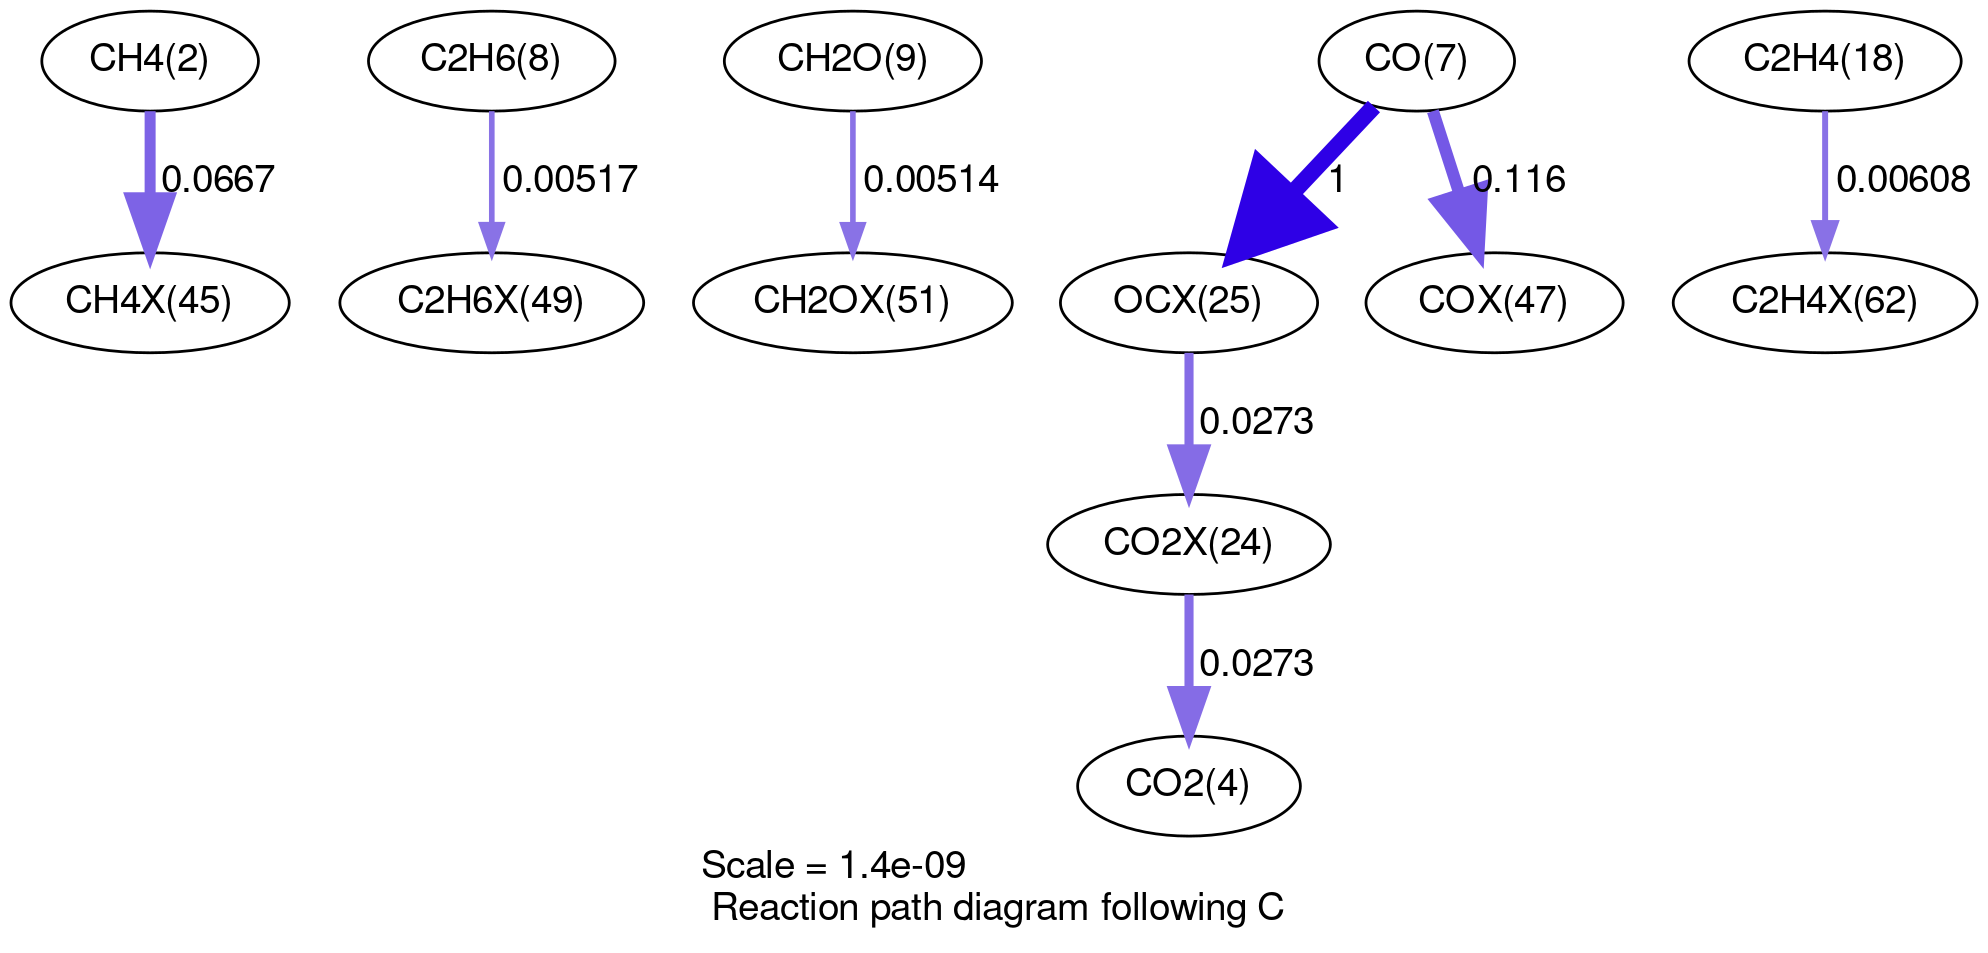 CH4(2)
C2H6(8)
CH2O(9)
CO(7)
C2H4(18)
0.0667
0.00517
0.00514
1
0.116
0.00608
CH4X(45)
C2H6X(49)
CH2OX(51)
OCX(25)
COX(47)
C2H4X(62)
0.0273
CO2X(24)
0.0273
CO2(4)
Scale = 1.4e-09
Reaction path diagram following C